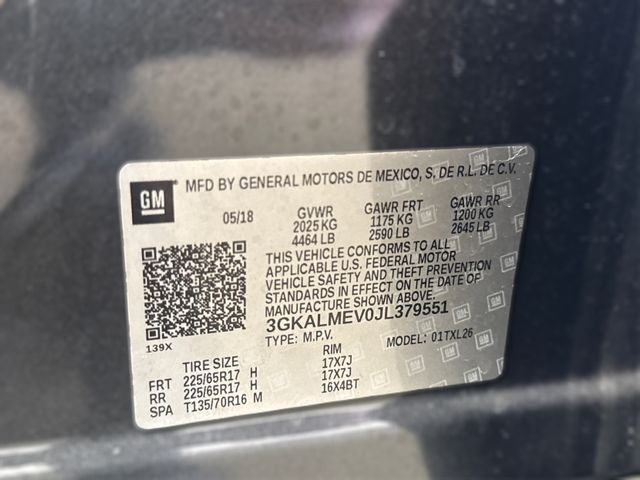 GM
MFD BY GENERAL MOTORS DE MEXICO, S. DE R.L. DE C.V.
05/18 GVWR GAWR FRT GAWR RR
2025 KG 1175 KG 1200 KG
4464 LB 2590 LB 2645 LB
THIS VEHICLE CONFORMS TO ALL
APPLICABLE U.S. FEDERAL MOTOR
VEHICLE SAFETY AND THEFT PREVENTION
STANDARDS IN EFFECT ON THE DATE OF
MANUFACTURE SHOWN ABOVE.
3GKALMEV0JL379551
139X TYPE: M.P.V. MODEL: 01TXL26
TIRE SIZE RIM
FRT 225/65R17 H 17X7J
RR 225/65R17 H 17X7J
SPA T135/70R16 M 16X4BT